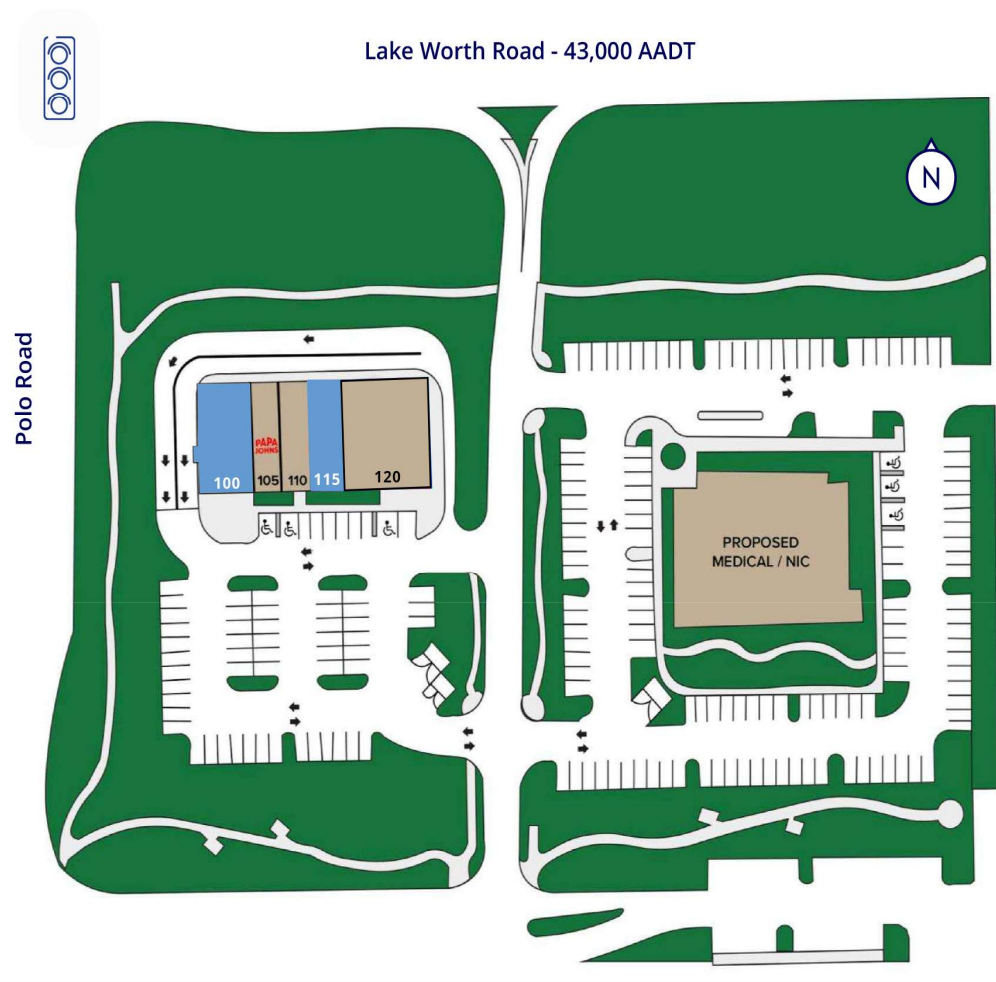 Lake Worth Road - 43,000 AADT
N
Polo Road
PAPA
JOHNS
100
105
110
115
120
PROPOSED
MEDICAL / NIC